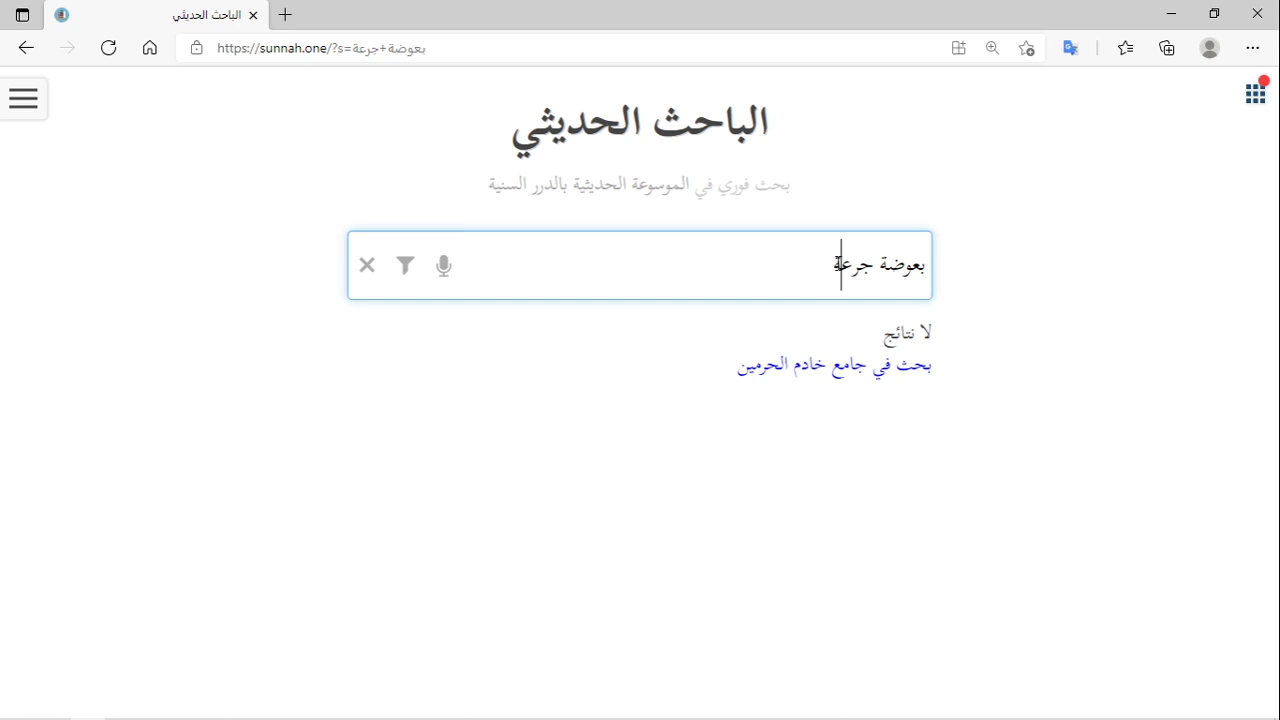 الباحث الحديثي
https://sunnah.one/?s=بعوضة+جرعة
الباحث الحديثي
بحث فوري في الموسوعة الحديثية بالدرر السنية
بعوضة جرعة
لا نتائج
بحث في جامع خادم الحرمين